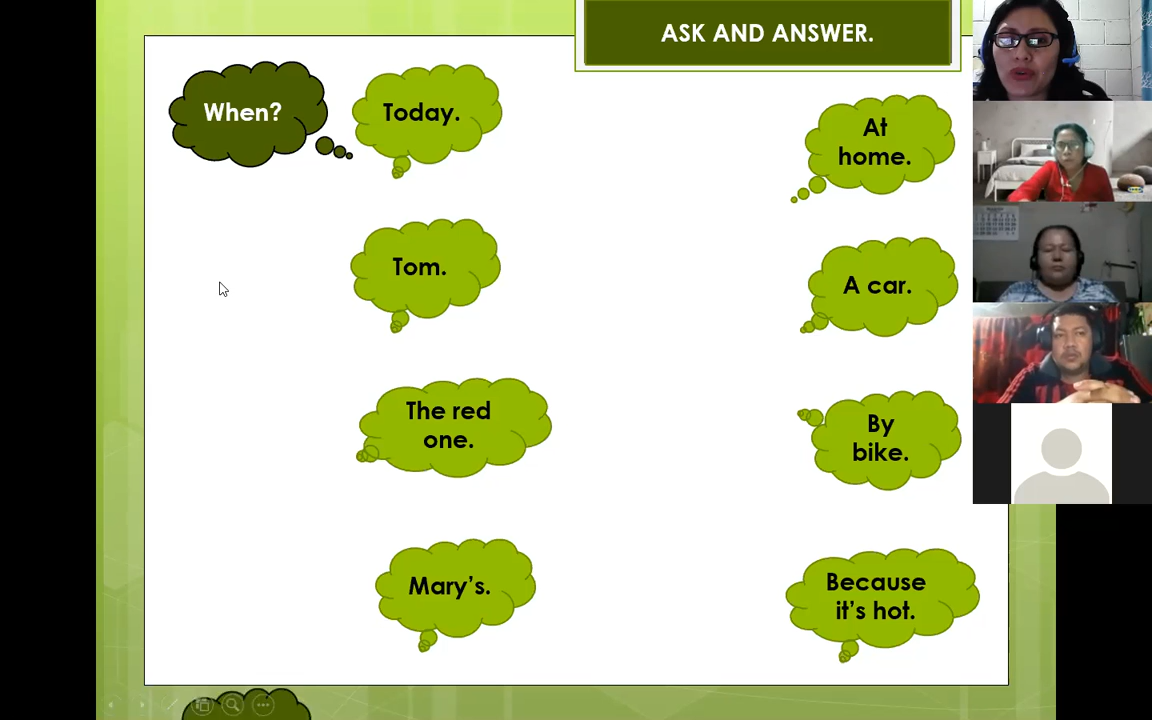 ASK AND ANSWER.
When?
Today.
At
home.
Tom.
A car.
The red
one.
By
bike.
Mary's.
Because
it's hot.